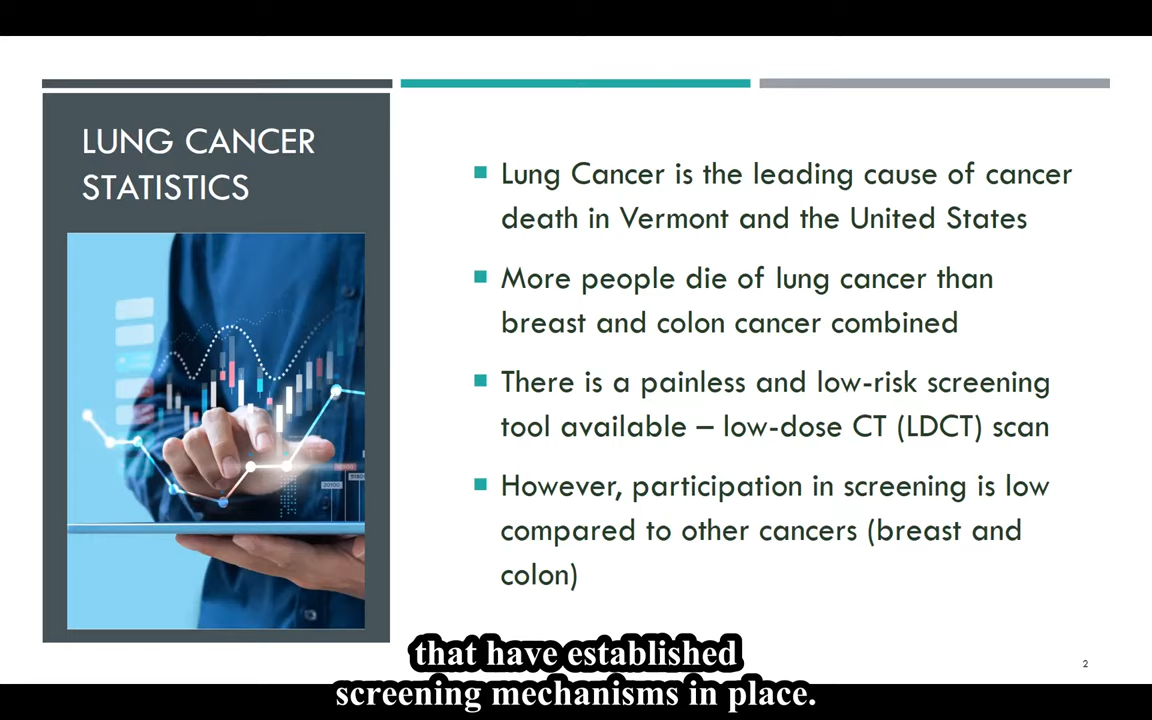 LUNG CANCER
STATISTICS
Lung Cancer is the leading cause of cancer
death in Vermont and the United States
More people die of lung cancer than
breast and colon cancer combined
There is a painless and low-risk screening
tool available – low-dose CT (LDCT) scan
However, participation in screening is low
compared to other cancers (breast and
colon)
that have established
screening mechanisms in place.
2